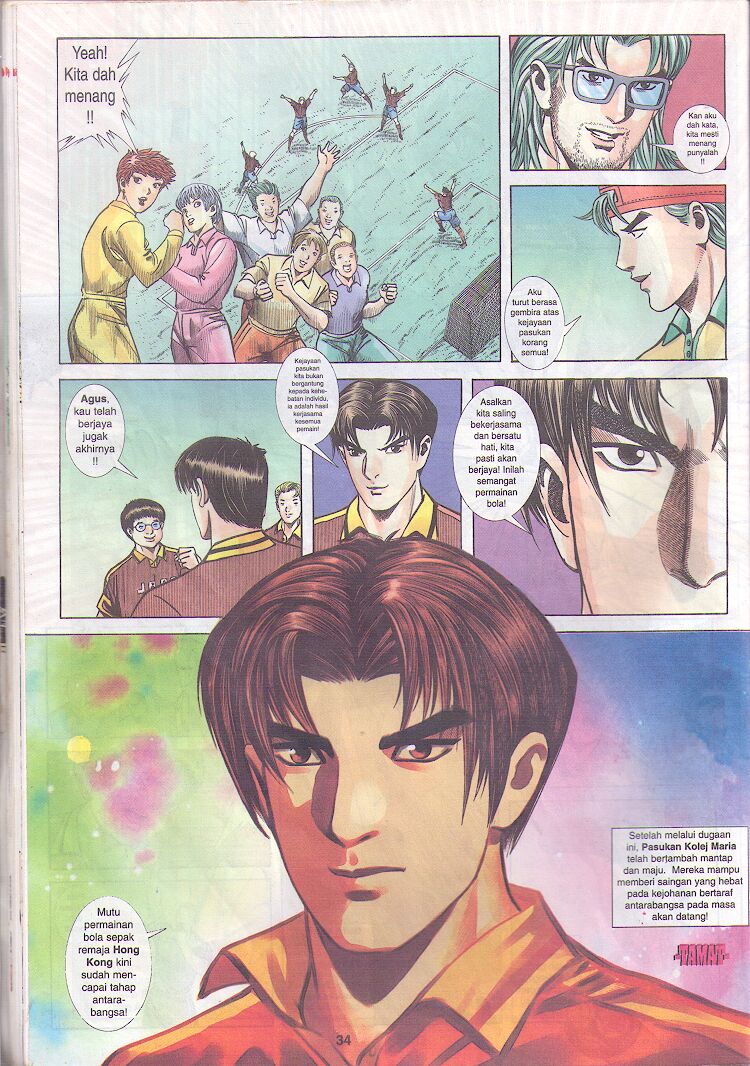 Yeah!
Kita dah
menang
!!
Kan aku
dah kata,
kita mesti
menang
punyalah
!!
Aku
turut berasa
gembira atas
kejayaan
pasukan
korang
semua!
Agus,
kau telah
berjaya
jugak
akhirnya
!!
Kejayaan
pasukan
kita bukan
bergantung
kepada kehe-
batan individu,
ia adalah hasil
kerjasama
kesemua
pemain!
Asalkan
kita saling
bekerjasama
dan bersatu
hati, kita
pasti akan
berjaya! Inilah
semangat
permainan
bola!
Mutu
permainan
bola sepak
remaja Hong
Kong kini
sudah men-
capai tahap
antara-
bangsa!
Setelah melalui dugaan
ini, Pasukan Kolej Maria
telah bertambah mantap
dan maju. Mereka mampu
memberi saingan yang hebat
pada kejohanan bertaraf
antarabangsa pada masa
akan datang!
-TAMAT-
34